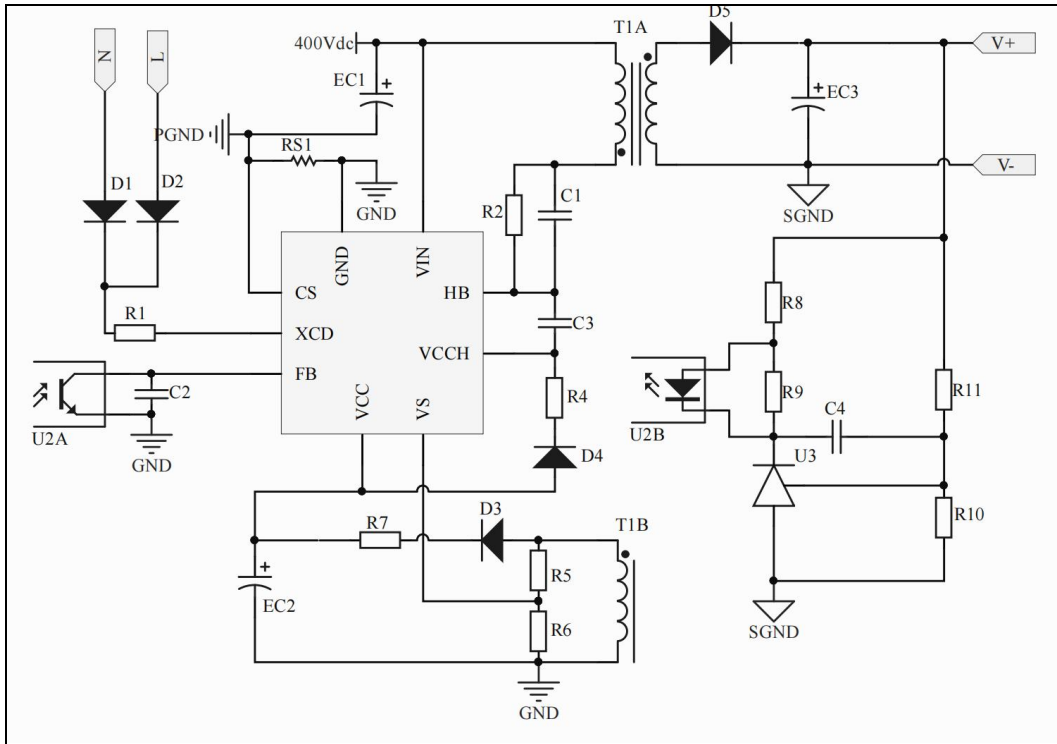 D5
T1A
N
L
400Vdc
V+
EC1
+
EC3
+
PGND
RS1
V-
D1
D2
GND
R2
C1
SGND
GND
VIN
CS
HB
R8
R1
XCD
C3
VCCH
FB
C2
R4
R9
R11
VCC
VS
C4
U2A
U2B
GND
D4
U3
D3
R7
T1B
R10
+
R5
EC2
R6
SGND
GND